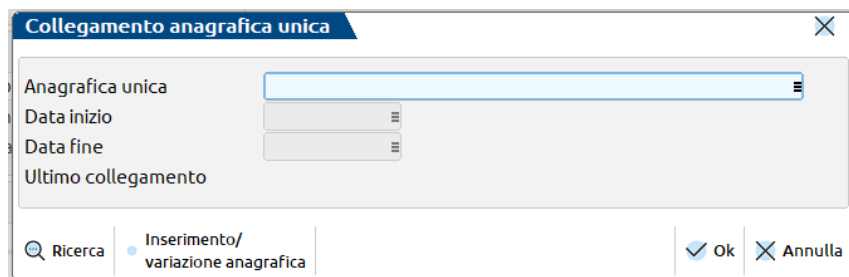 Collegamento anagrafica unica
Anagrafica unica
Data inizio
Data fine
Ultimo collegamento
Ricerca
Inserimento/
variazione anagrafica
Ok
Annulla